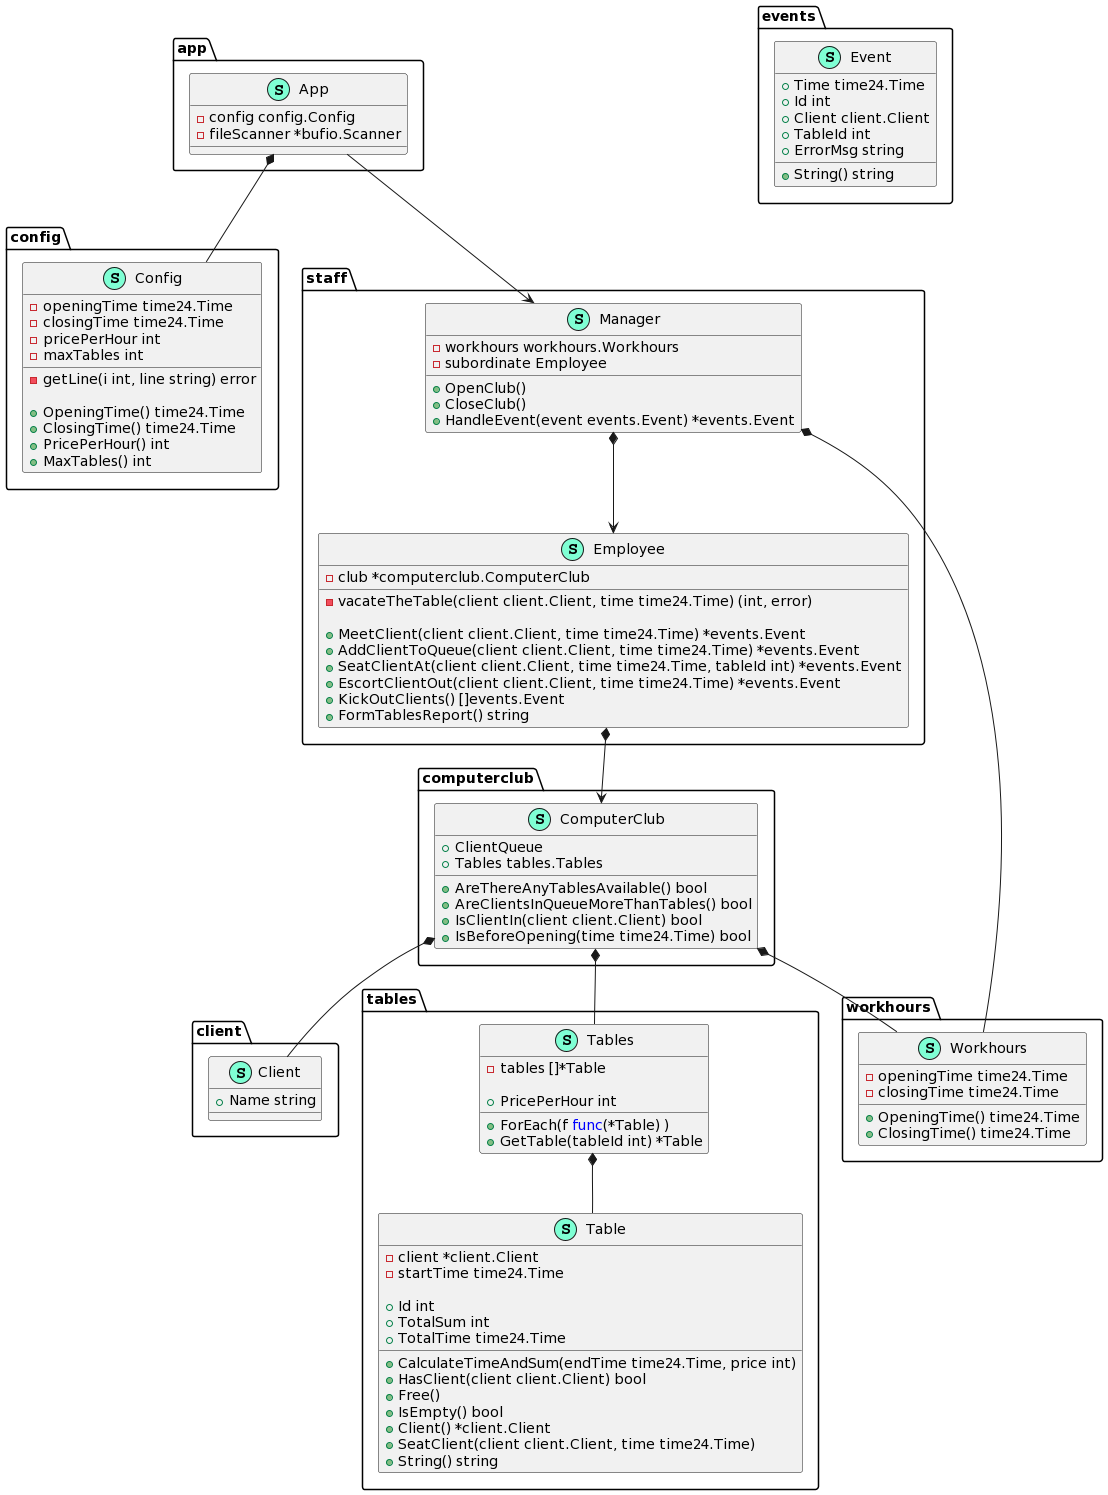 app
S App
config config.Config
fileScanner *bufio.Scanner
events
S Event
Time time24.Time
Id int
Client client.Client
TableId int
ErrorMsg string
String() string
config
S Config
openingTime time24.Time
closingTime time24.Time
pricePerHour int
maxTables int
getLine(i int, line string) error
OpeningTime() time24.Time
ClosingTime() time24.Time
PricePerHour() int
MaxTables() int
staff
S Manager
workhours workhours.Workhours
subordinate Employee
OpenClub()
CloseClub()
HandleEvent(event events.Event) *events.Event
S Employee
club *computerclub.ComputerClub
vacateTheTable(client client.Client, time time24.Time) (int, error)
MeetClient(client client.Client, time time24.Time) *events.Event
AddClientToQueue(client client.Client, time time24.Time) *events.Event
SeatClientAt(client client.Client, time time24.Time, tableId int) *events.Event
EscortClientOut(client client.Client, time time24.Time) *events.Event
KickOutClients() []events.Event
FormTablesReport() string
computerclub
S ComputerClub
ClientQueue
Tables tables.Tables
AreThereAnyTablesAvailable() bool
AreClientsInQueueMoreThanTables() bool
IsClientIn(client client.Client) bool
IsBeforeOpening(time time24.Time) bool
client
S Client
Name string
tables
S Tables
tables []*Table
PricePerHour int
ForEach(f func(*Table) )
GetTable(tableId int) *Table
S Table
client *client.Client
startTime time24.Time
Id int
TotalSum int
TotalTime time24.Time
CalculateTimeAndSum(endTime time24.Time, price int)
HasClient(client client.Client) bool
Free()
IsEmpty() bool
Client() *client.Client
SeatClient(client client.Client, time time24.Time)
String() string
workhours
S Workhours
openingTime time24.Time
closingTime time24.Time
OpeningTime() time24.Time
ClosingTime() time24.Time